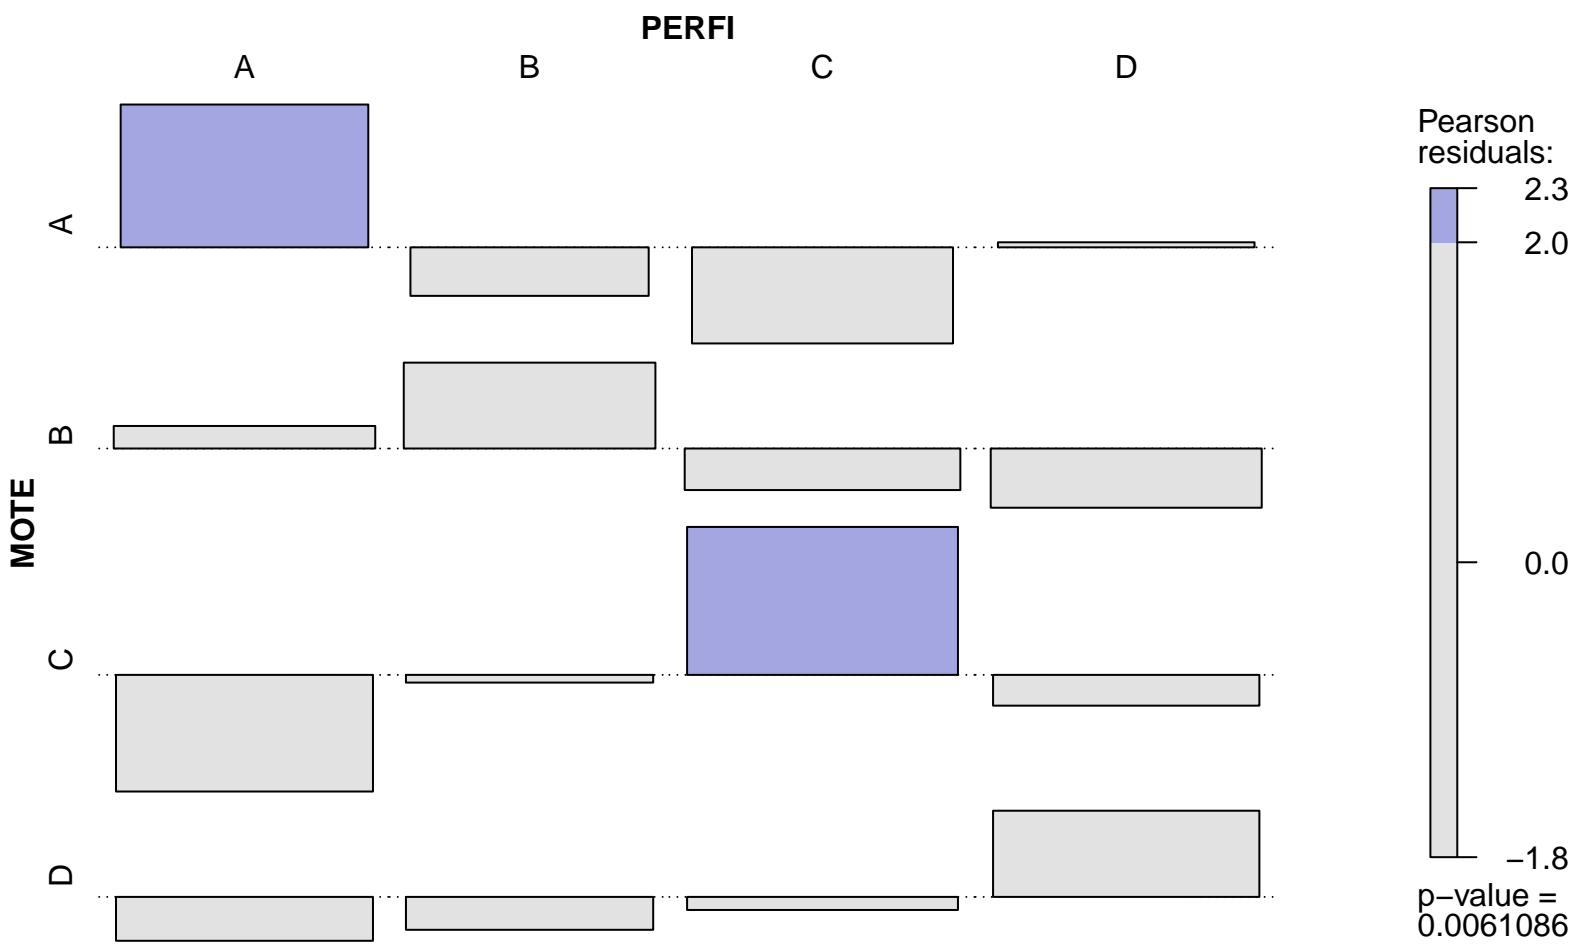 PERFI
A B C D
A
B
C
D
MOTE
Pearson
residuals:
2.3
2.0
0.0
−1.8
p−value =
0.0061086